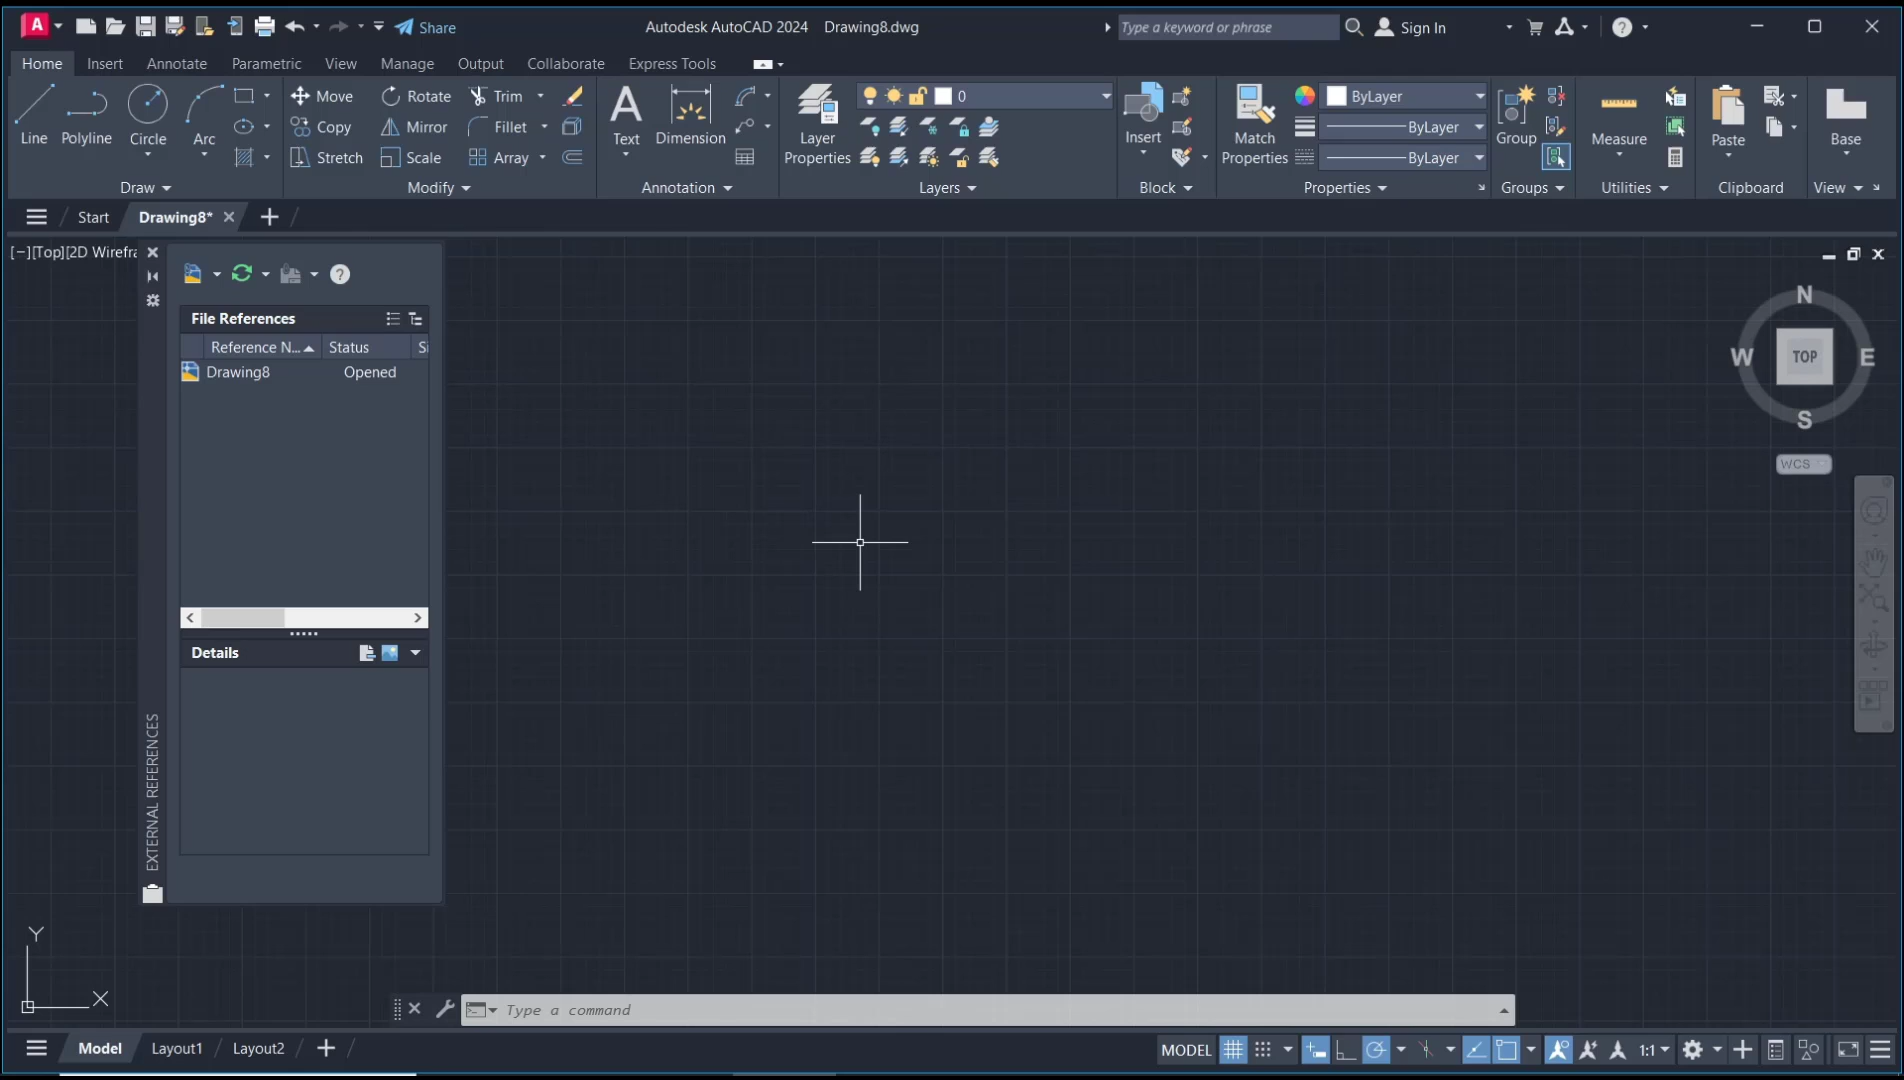 A Share Autodesk AutoCAD 2024 Drawing8.dwg Type a keyword or phrase Sign In ?
Home Insert Annotate Parametric View Manage Output Collaborate Express Tools
Line Polyline Circle Arc
Move Rotate Trim
Copy Mirror Fillet
Stretch Scale Array
A Text Dimension
Layer Properties
0
Insert
Match Properties
ByLayer
ByLayer
ByLayer
Group Measure Paste Base
Draw Modify Annotation Layers Block Properties Groups Utilities Clipboard View
Start Drawing8*
[−][Top][2D Wirefra
?
File References
Reference N... Status Si
Drawing8 Opened
Details
EXTERNAL REFERENCES
N
W TOP E
S
WCS
Y
X
Type a command
Model Layout1 Layout2 MODEL 1:1